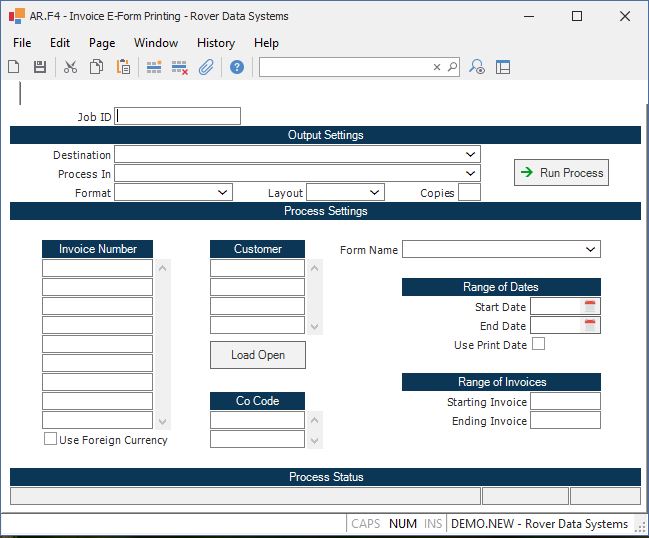 AR.F4 - Invoice E-Form Printing - Rover Data Systems
File Edit Page Window History Help
Job ID
Output Settings
Destination
Process In
Run Process
Format Layout Copies
Process Settings
Invoice Number Customer Form Name
Range of Dates
Start Date
End Date
Use Print Date
Load Open
Range of Invoices
Co Code
Starting Invoice
Ending Invoice
Use Foreign Currency
Process Status
CAPS NUM INS DEMO.NEW - Rover Data Systems